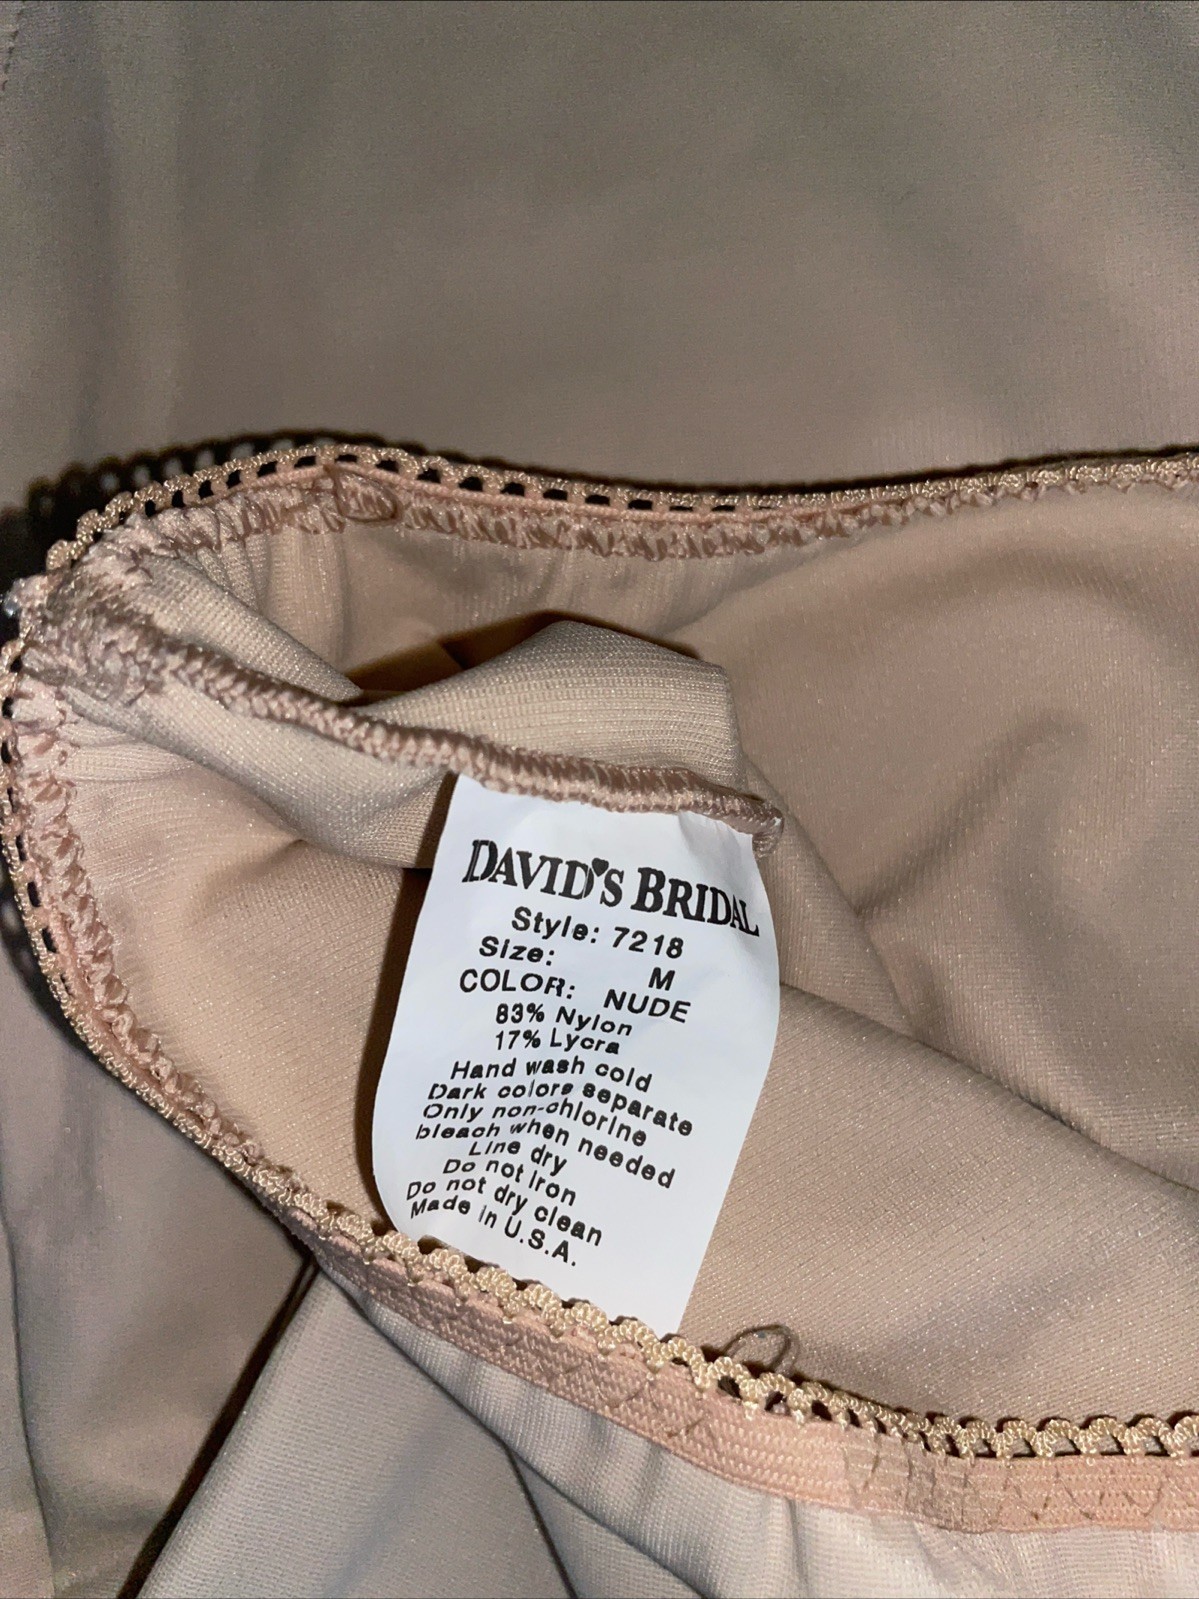 DAVID'S BRIDAL
Style: 7218
Size: M
COLOR: NUDE
83% Nylon
17% Lycra
Hand wash cold
Dark colors separate
Only non-chlorine
bleach when needed
Line dry
Do not iron
Do not dry clean
Made in U.S.A.